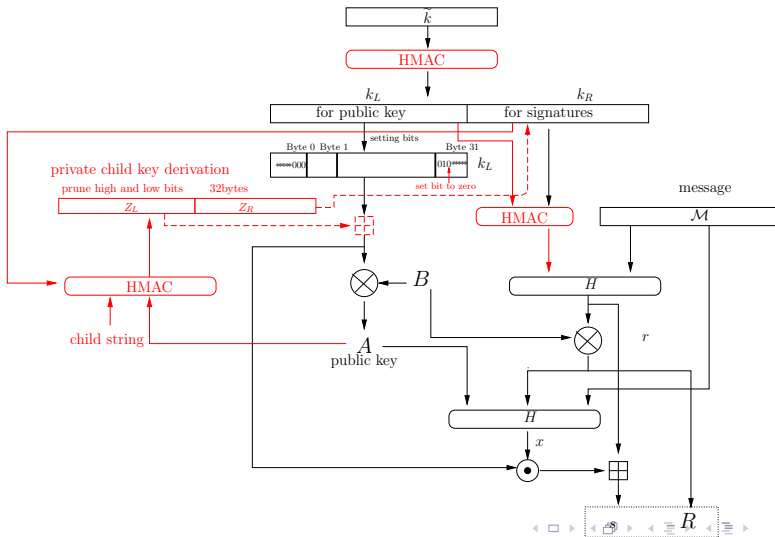 k̃
HMAC
k_L k_R
for public key for signatures
setting bits
Byte 0 Byte 1 Byte 31
*****000 010***** k_L
private child key derivation
prune high and low bits 32bytes
set bit to zero
message
Z_L Z_R
HMAC
M
HMAC
B
H
child string
A
public key
r
H
x
s R